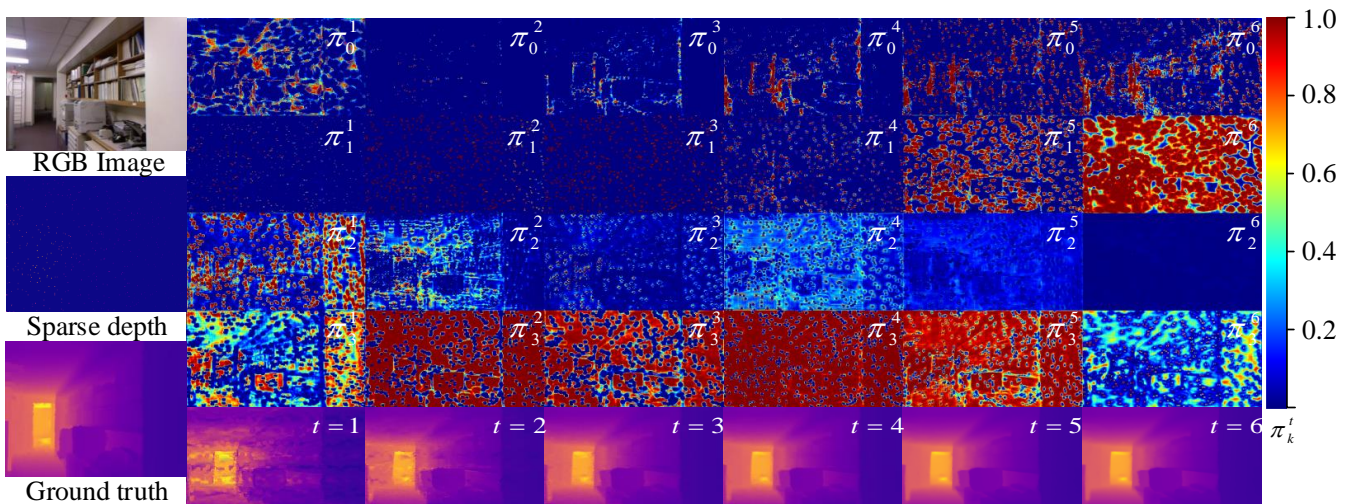 RGB Image
Sparse depth
Ground truth
π_0^1 π_0^2 π_0^3 π_0^4 π_0^5 π_0^6
π_1^1 π_1^2 π_1^3 π_1^4 π_1^5 π_1^6
π_2^1 π_2^2 π_2^3 π_2^4 π_2^5 π_2^6
π_3^1 π_3^2 π_3^3 π_3^4 π_3^5 π_3^6
t = 1 t = 2 t = 3 t = 4 t = 5 t = 6
1.0
0.8
0.6
0.4
0.2
π_k^t